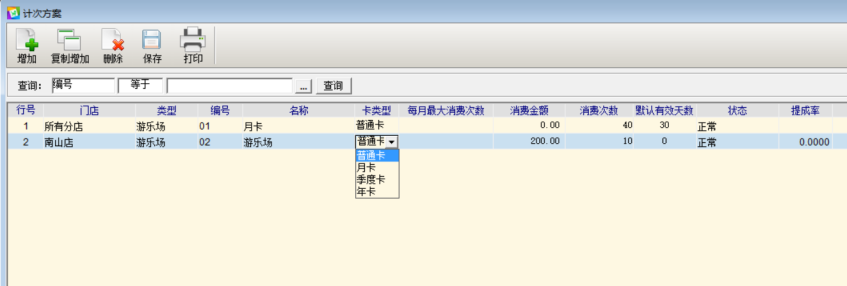 计次方案
增加 复制增加 删除 保存 打印
查询: 编号 等于 ... 查询
行号 门店 类型 编号 名称 卡类型 每月最大消费次数 消费金额 消费次数 默认有效天数 状态 提成率
1 所有分店 游乐场 01 月卡 普通卡 0.00 40 30 正常
2 南山店 游乐场 02 游乐场 普通卡 200.00 10 0 正常 0.0000
普通卡
月卡
季度卡
年卡